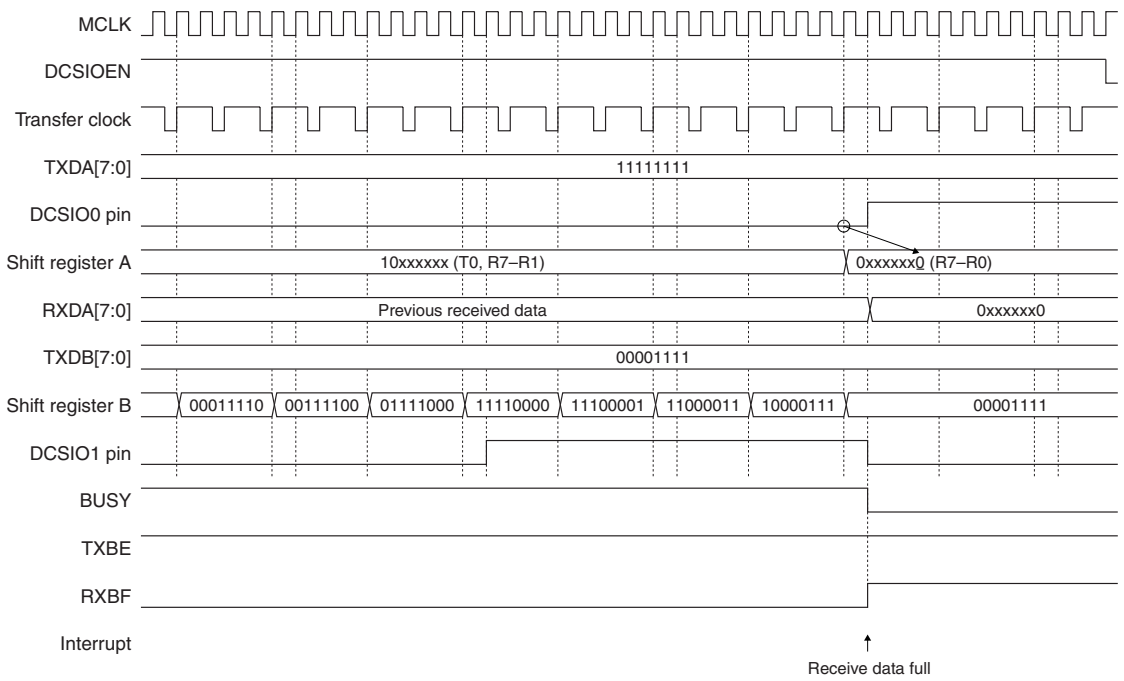 MCLK
DCSIOEN
Transfer clock
TXDA[7:0]
11111111
DCSIO0 pin
Shift register A
10xxxxxx (T0, R7–R1)
0xxxxxx0 (R7–R0)
RXDA[7:0]
Previous received data
0xxxxxx0
TXDB[7:0]
00001111
Shift register B
00011110 00111100 01111000 11110000 11100001 11000011 10000111 00001111
DCSIO1 pin
BUSY
TXBE
RXBF
Interrupt
Receive data full